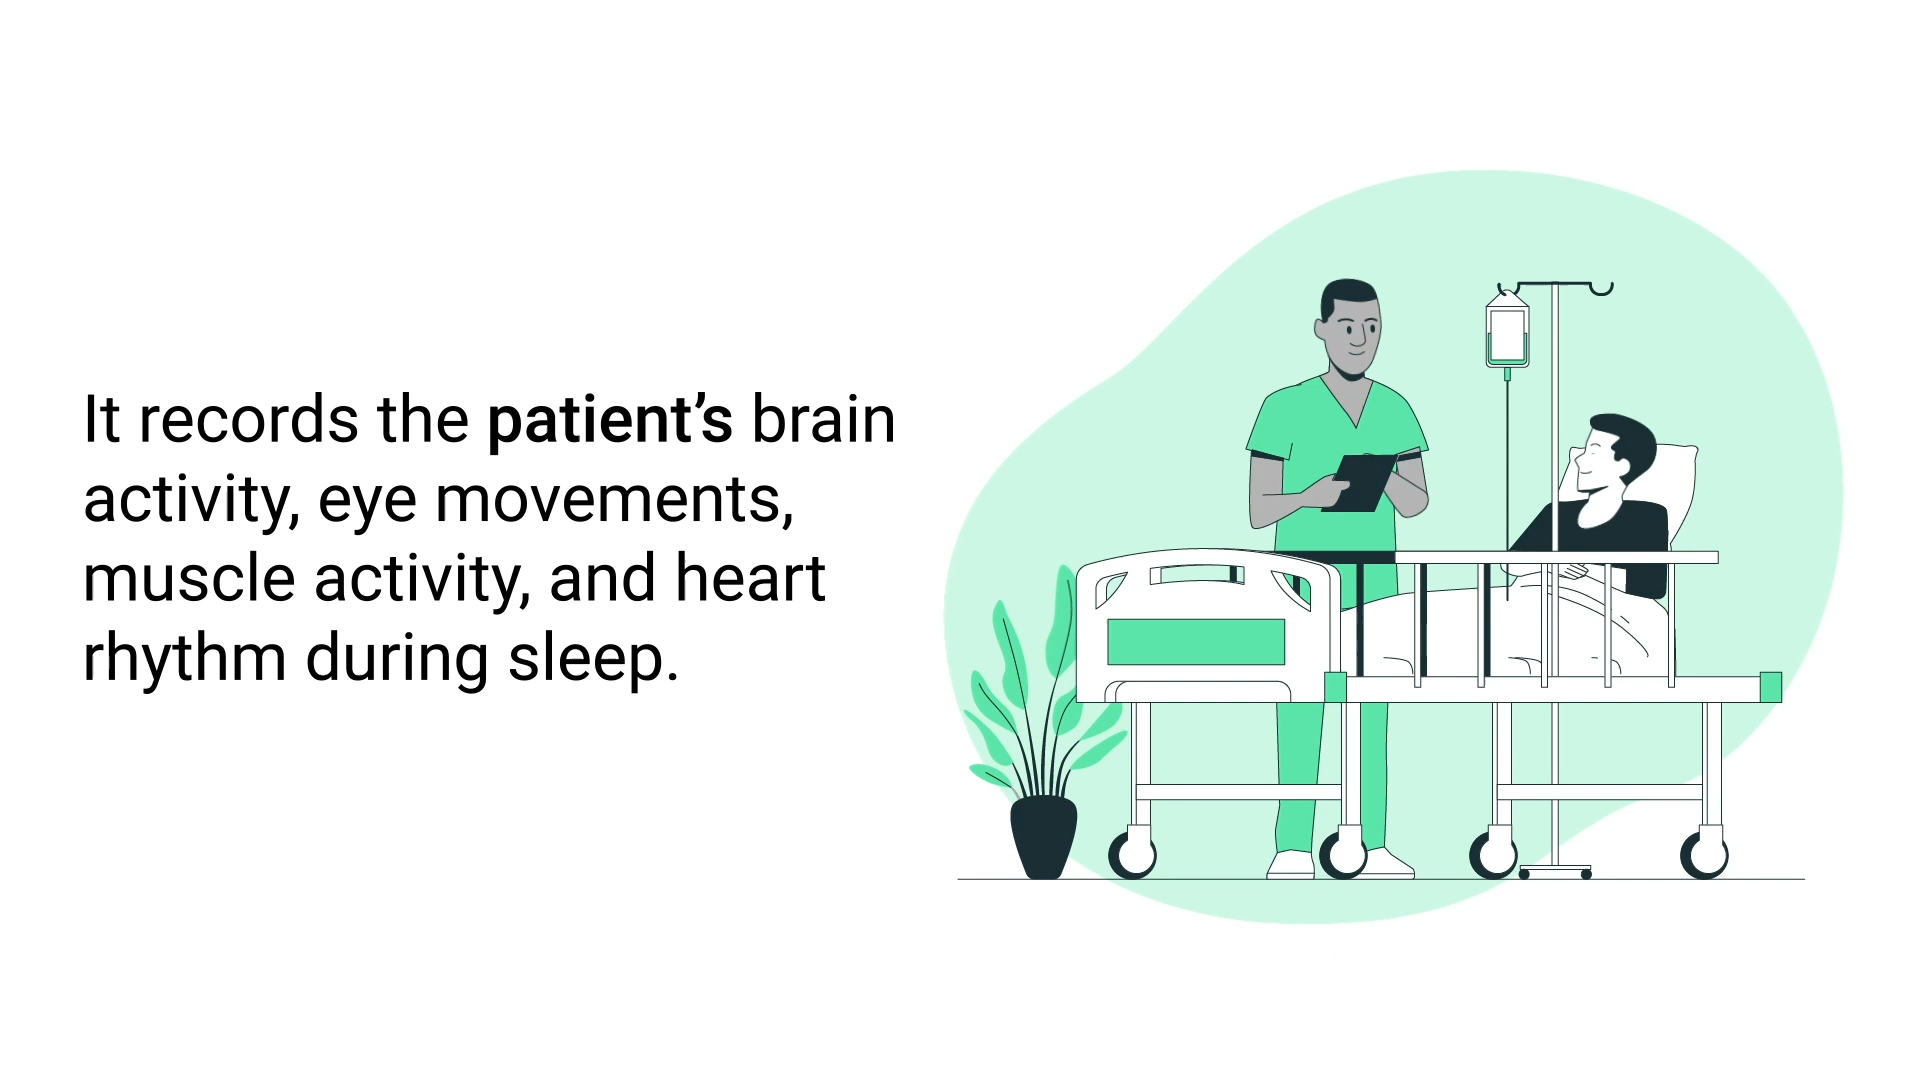 It records the patient’s brain
activity, eye movements,
muscle activity, and heart
rhythm during sleep.